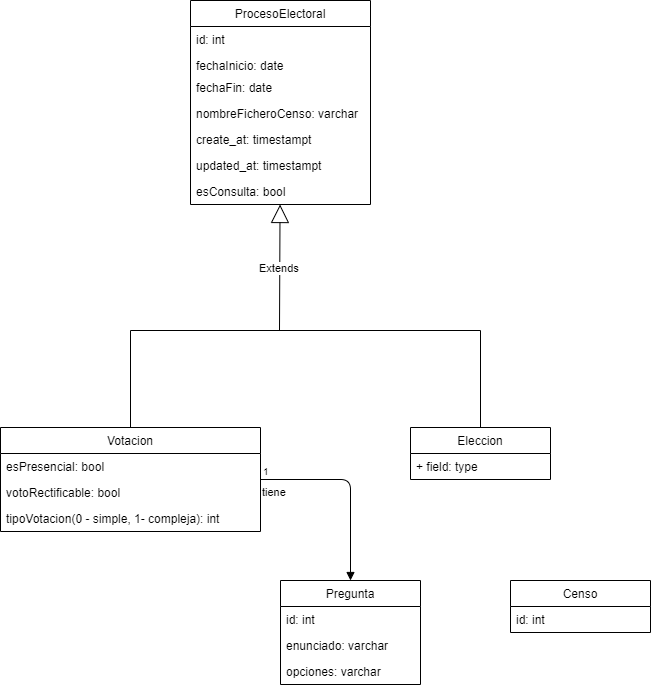 ProcesoElectoral
id: int
fechaInicio: date
fechaFin: date
nombreFicheroCenso: varchar
create_at: timestampt
updated_at: timestampt
esConsulta: bool
Extends
Votacion
esPresencial: bool
votoRectificable: bool
tipoVotacion(0 - simple, 1- compleja): int
Eleccion
+ field: type
1
tiene
Pregunta
id: int
enunciado: varchar
opciones: varchar
Censo
id: int